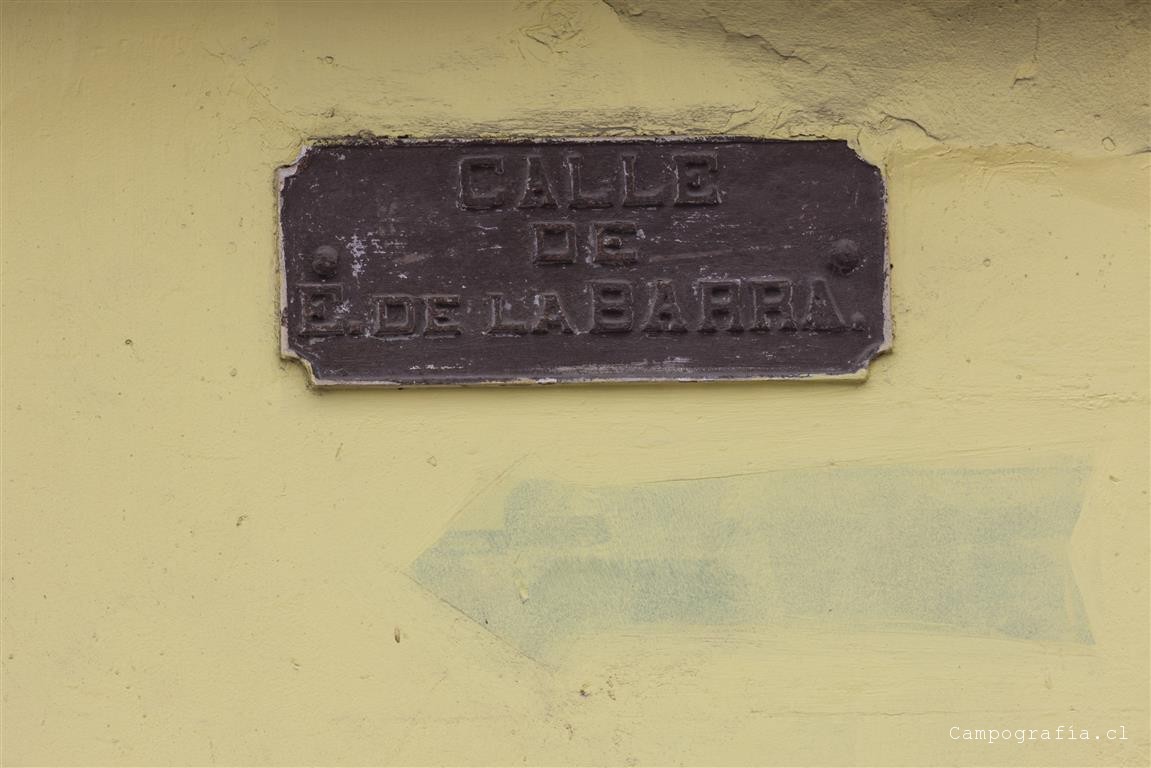 CALLE
DE
E. DE LA BARRA.
Campografia.cl